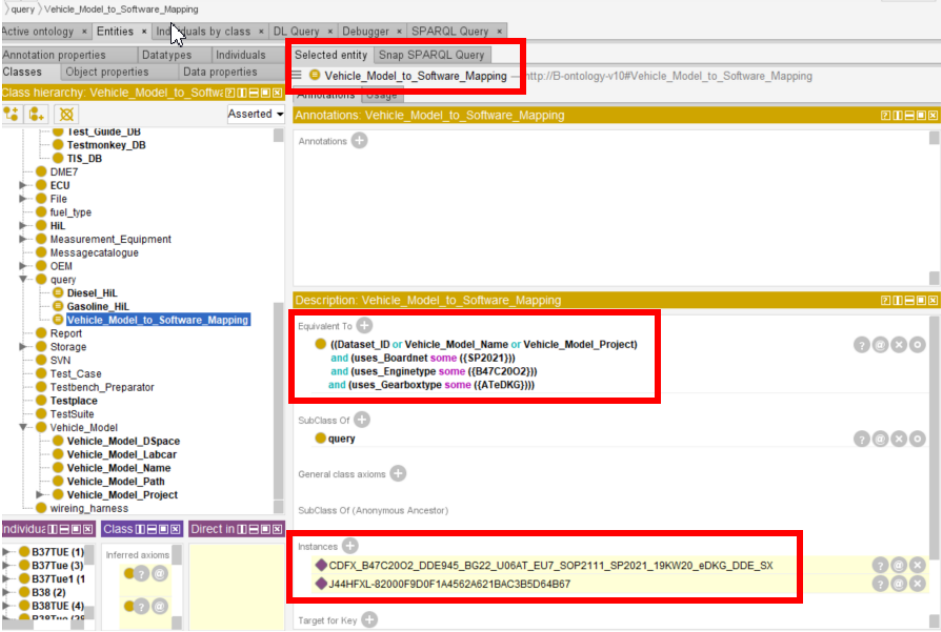 query
Vehicle_Model_to_Software_Mapping
Active ontology × Entities × Individuals by class × DL Query × Debugger × SPARQL Query ×
Annotation properties Datatypes Individuals
Classes Object properties Data properties
Class hierarchy: Vehicle_Model_to_Softwa
Asserted
Test_Guide_DB
Testmonkey_DB
TIS_DB
DME7
ECU
File
fuel_type
HiL
Measurement_Equipment
Messagecatalogue
OEM
query
Diesel_HiL
Gasoline_HiL
Vehicle_Model_to_Software_Mapping
Report
Storage
SVN
Test_Case
Testbench_Preparator
Testplace
TestSuite
Vehicle_Model
Vehicle_Model_DSpace
Vehicle_Model_Labcar
Vehicle_Model_Name
Vehicle_Model_Path
Vehicle_Model_Project
wireing_harness
Individua
B37TUE (1)
B37Tue (3)
B37Tue1 (1
B38 (2)
B38TUE (4)
Class
Inferred axioms
Direct in
Selected entity Snap SPARQL Query
Vehicle_Model_to_Software_Mapping — http://B-ontology-v10#Vehicle_Model_to_Software_Mapping
Annotations Usage
Annotations: Vehicle_Model_to_Software_Mapping
Annotations
Description: Vehicle_Model_to_Software_Mapping
Equivalent To
((Dataset_ID or Vehicle_Model_Name or Vehicle_Model_Project)
and (uses_Boardnet some ({SP2021}))
and (uses_Enginetype some ({B47C20O2}))
and (uses_Gearboxtype some ({ATeDKG})))
SubClass Of
query
General class axioms
SubClass Of (Anonymous Ancestor)
Instances
CDFX_B47C20O2_DDE945_BG22_U06AT_EU7_SOP2111_SP2021_19KW20_eDKG_DDE_SX
J44HFXL-82000F9D0F1A4562A621BAC3B5D64B67
Target for Key